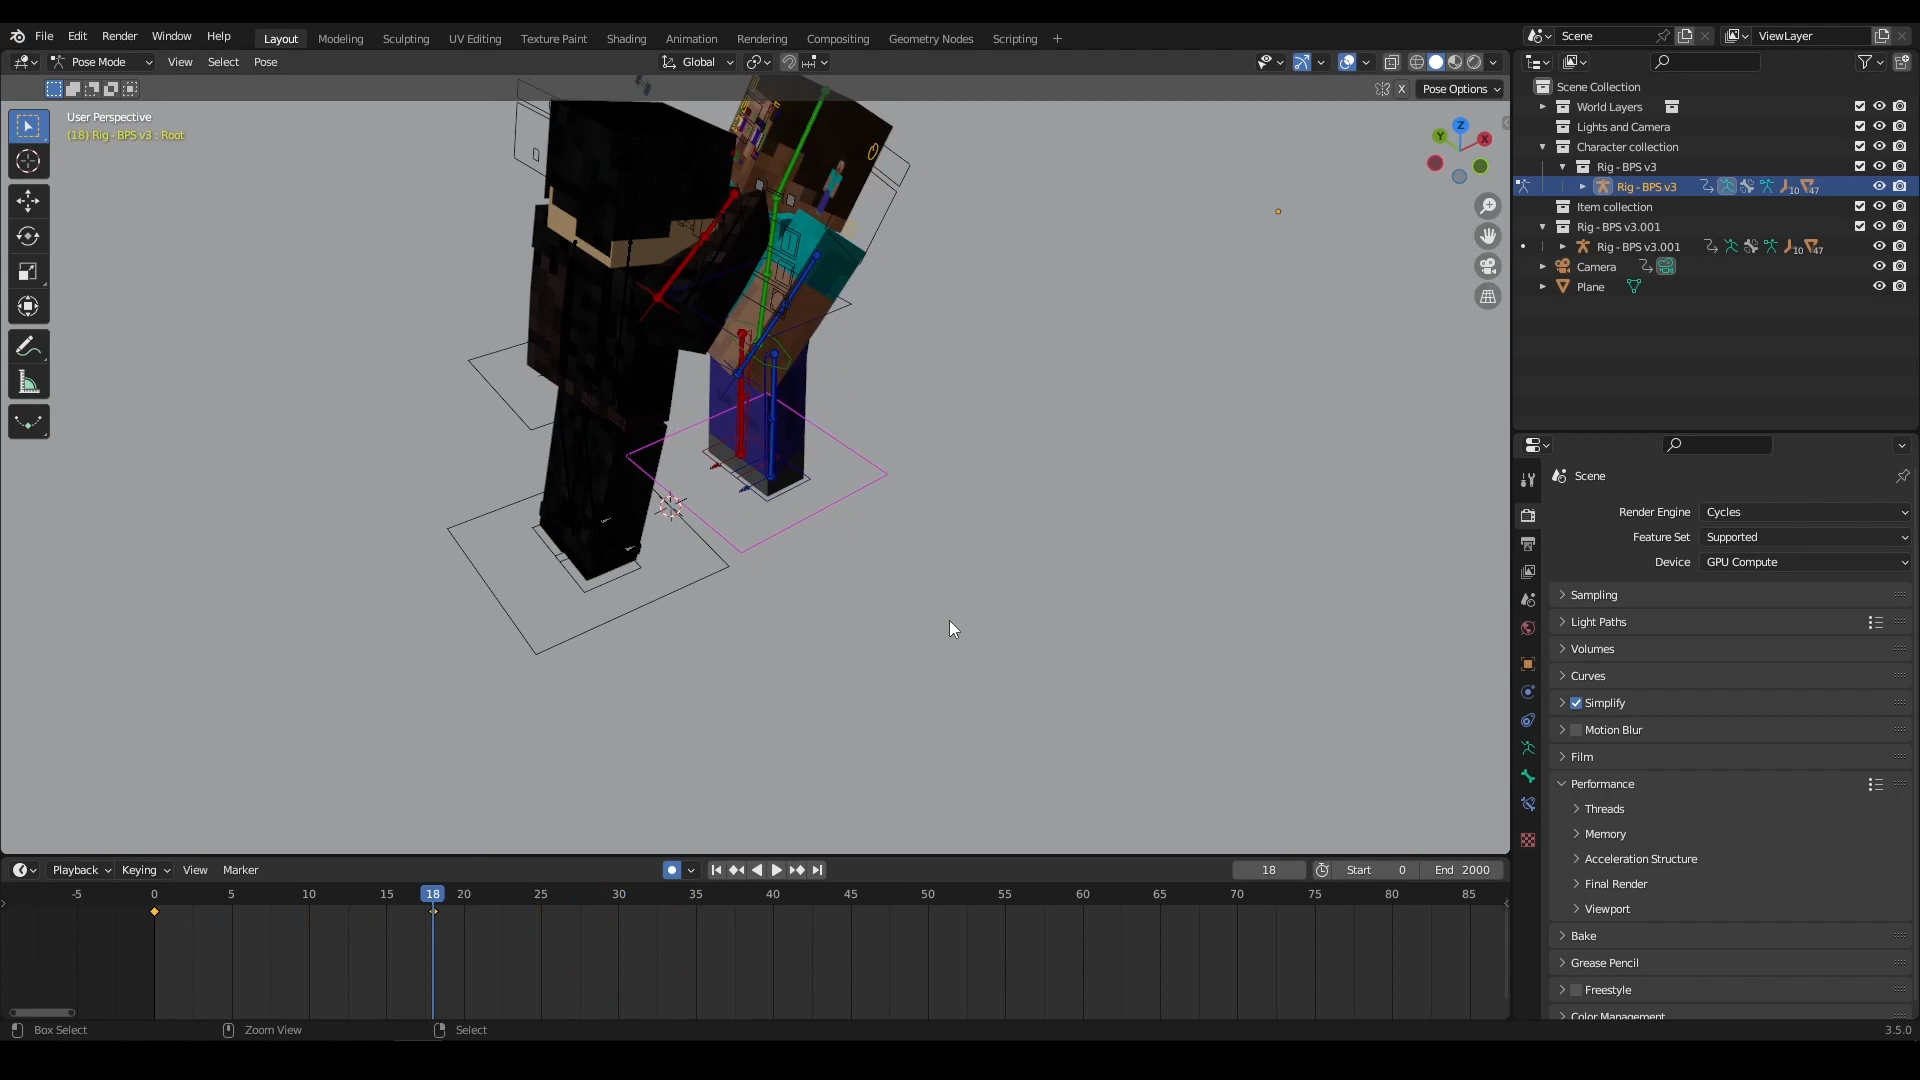 File Edit Render Window Help Layout Modeling Sculpting UV Editing Texture Paint Shading Animation Rendering Compositing Geometry Nodes Scripting + Scene ViewLayer
Pose Mode View Select Pose Global
X Pose Options
User Perspective
(18) Rig - BPS v3 : Root
Z
Y
X
Scene Collection
World Layers
Lights and Camera
Character collection
Rig - BPS v3
Rig - BPS v3 10 47
Item collection
Rig - BPS v3.001
Rig - BPS v3.001 10 47
Camera
Plane
Scene
Render Engine Cycles
Feature Set Supported
Device GPU Compute
Sampling
Light Paths
Volumes
Curves
Simplify
Motion Blur
Film
Performance
Threads
Memory
Acceleration Structure
Final Render
Viewport
Bake
Grease Pencil
Freestyle
Color Management
Playback Keying View Marker 18 Start 0 End 2000
-5 0 5 10 15 18 20 25 30 35 40 45 50 55 60 65 70 75 80 85
Box Select Zoom View Select 3.5.0